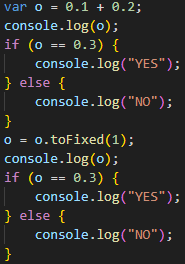 var o = 0.1 + 0.2;
console.log(o);
if (o == 0.3) {
    console.log("YES");
} else {
    console.log("NO");
}
o = o.toFixed(1);
console.log(o);
if (o == 0.3) {
    console.log("YES");
} else {
    console.log("NO");
}